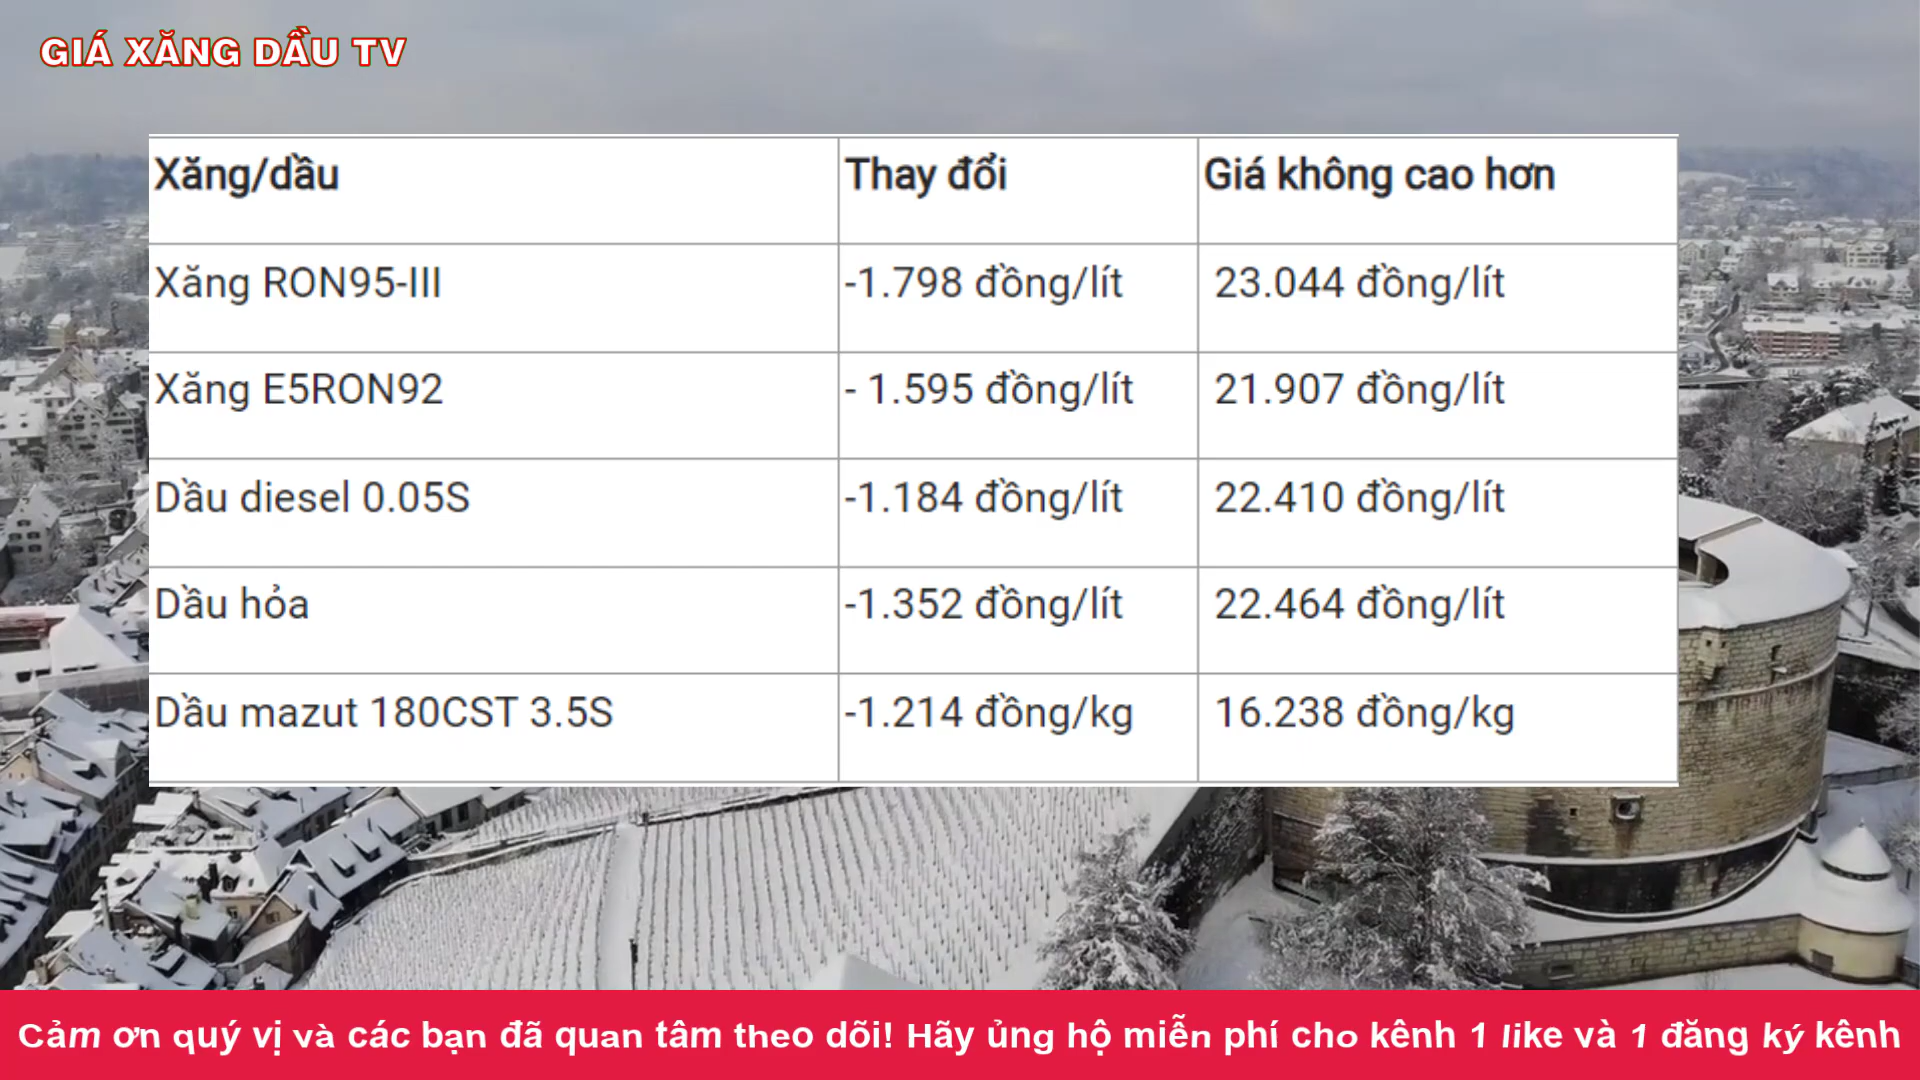 GIÁ XĂNG DẦU TV
Xăng/dầu Thay đổi Giá không cao hơn
Xăng RON95-III -1.798 đồng/lít 23.044 đồng/lít
Xăng E5RON92 - 1.595 đồng/lít 21.907 đồng/lít
Dầu diesel 0.05S -1.184 đồng/lít 22.410 đồng/lít
Dầu hỏa -1.352 đồng/lít 22.464 đồng/lít
Dầu mazut 180CST 3.5S -1.214 đồng/kg 16.238 đồng/kg
Cảm ơn quý vị và các bạn đã quan tâm theo dõi! Hãy ủng hộ miễn phí cho kênh 1 like và 1 đăng ký kênh